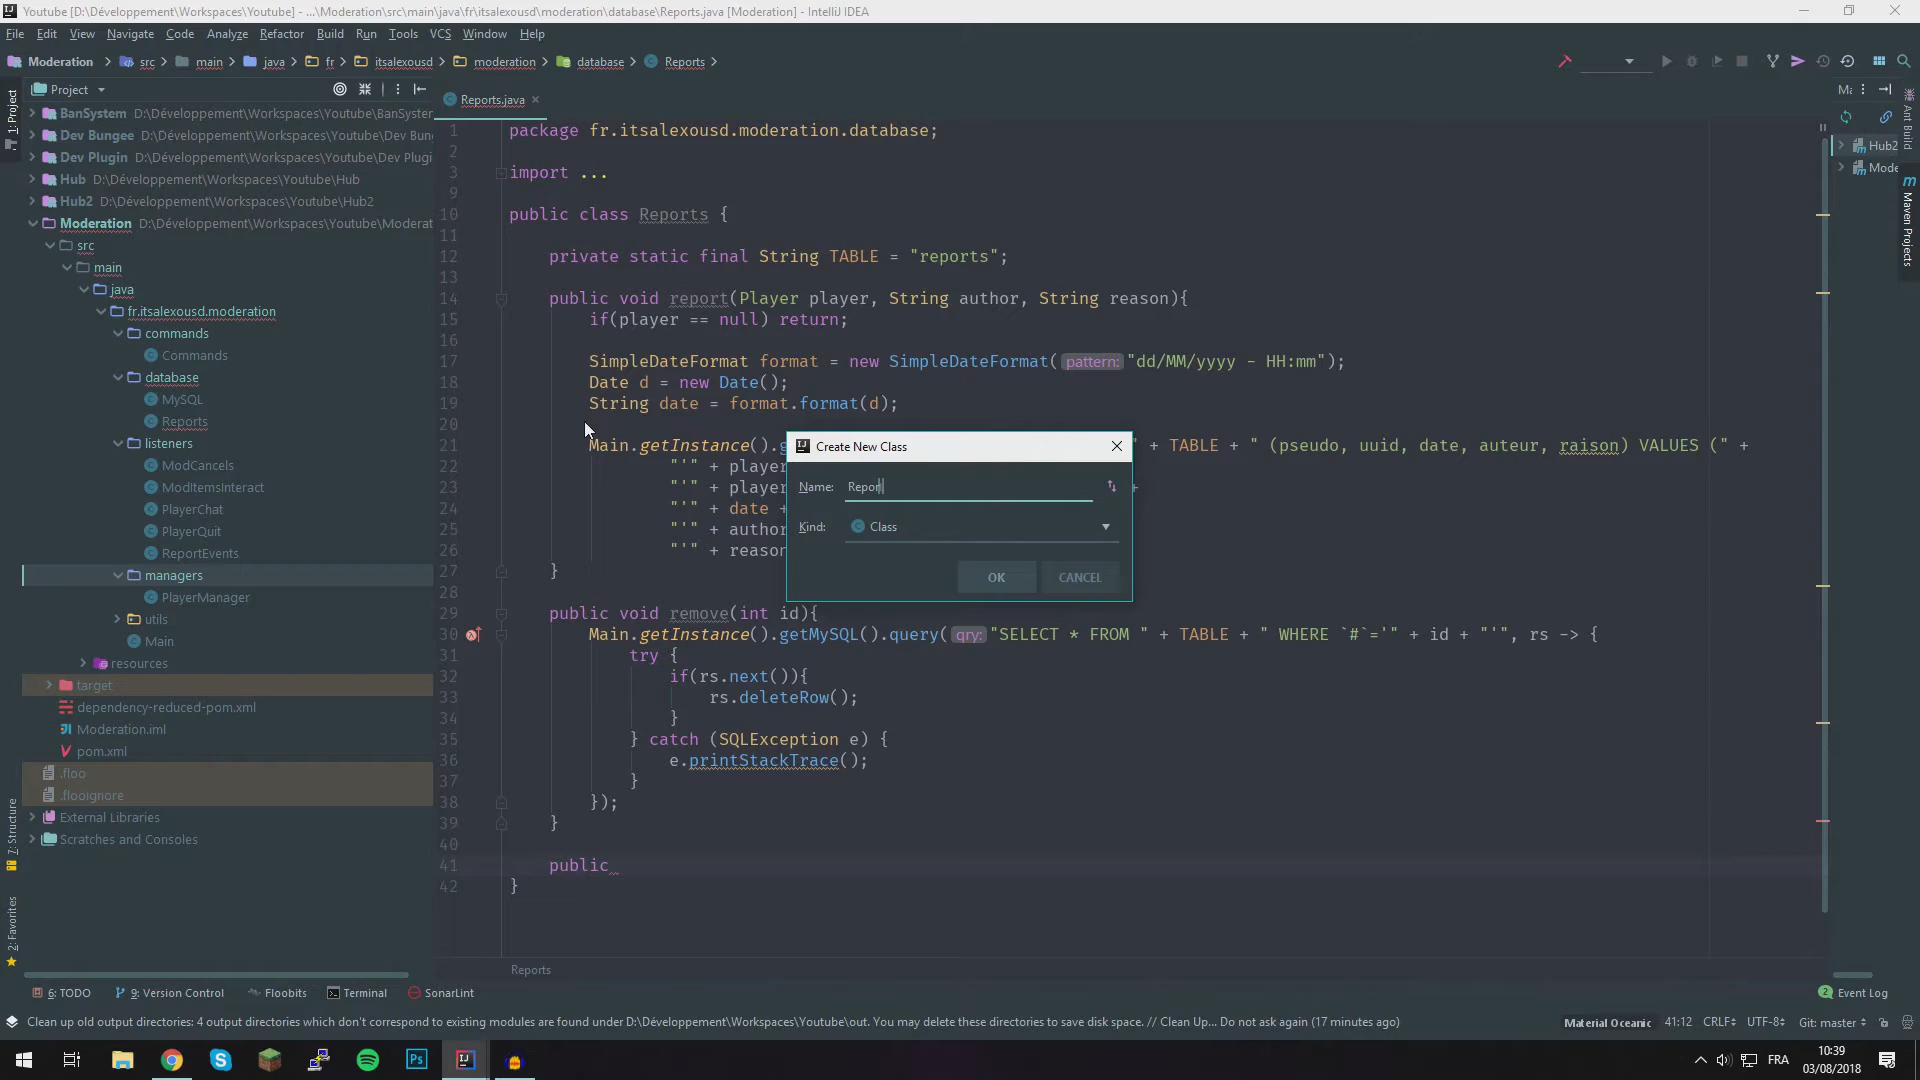 Youtube [D:\Développement\Workspaces\Youtube] - ...\Moderation\src\main\java\fr\itsalexousd\moderation\database\Reports.java [Moderation] - IntelliJ IDEA
File Edit View Navigate Code Analyze Refactor Build Run Tools VCS Window Help
Moderation src main java fr itsalexousd moderation database Reports
Project
Reports.java
1: Project
BanSystem D:\Développement\Workspaces\Youtube\BanSystem
Dev Bungee D:\Développement\Workspaces\Youtube\Dev Bung
Dev Plugin D:\Développement\Workspaces\Youtube\Dev Plugi
Hub D:\Développement\Workspaces\Youtube\Hub
Hub2 D:\Développement\Workspaces\Youtube\Hub2
Moderation D:\Développement\Workspaces\Youtube\Moderat
src
main
java
fr.itsalexousd.moderation
commands
Commands
database
MySQL
Reports
listeners
ModCancels
ModItemsInteract
PlayerChat
PlayerQuit
ReportEvents
managers
PlayerManager
utils
Main
resources
target
dependency-reduced-pom.xml
Moderation.iml
pom.xml
.floo
.flooignore
External Libraries
Scratches and Consoles
7: Structure
2: Favorites
1 package fr.itsalexousd.moderation.database;
2
3 import ...
9
10 public class Reports {
11
12 private static final String TABLE = "reports";
13
14 public void report(Player player, String author, String reason){
15 if(player == null) return;
16
17 SimpleDateFormat format = new SimpleDateFormat( pattern: "dd/MM/yyyy - HH:mm");
18 Date d = new Date();
19 String date = format.format(d);
20
21 Main.getInstance().g " + TABLE + " (pseudo, uuid, date, auteur, raison) VALUES (" +
22 "'" + player
23 "'" + player +
24 "'" + date +
25 "'" + author
26 "'" + reason
27 }
28
29 public void remove(int id){
30 Main.getInstance().getMySQL().query( qry: "SELECT * FROM " + TABLE + " WHERE `#`='" + id + "'", rs -> {
31 try {
32 if(rs.next()){
33 rs.deleteRow();
34 }
35 } catch (SQLException e) {
36 e.printStackTrace();
37 }
38 });
39 }
40
41 public
42 }
Reports
Create New Class
Name: Repor
Kind: Class
OK CANCEL
Ma
Hub2
Mode
Ant Build
Maven Projects
6: TODO 9: Version Control Floobits Terminal SonarLint
2 Event Log
Clean up old output directories: 4 output directories which don't correspond to existing modules are found under D:\Développement\Workspaces\Youtube\out. You may delete these directories to save disk space. // Clean Up... Do not ask again (17 minutes ago)
Material Oceanic 41:12 CRLF UTF-8 Git: master
FRA
10:39
03/08/2018